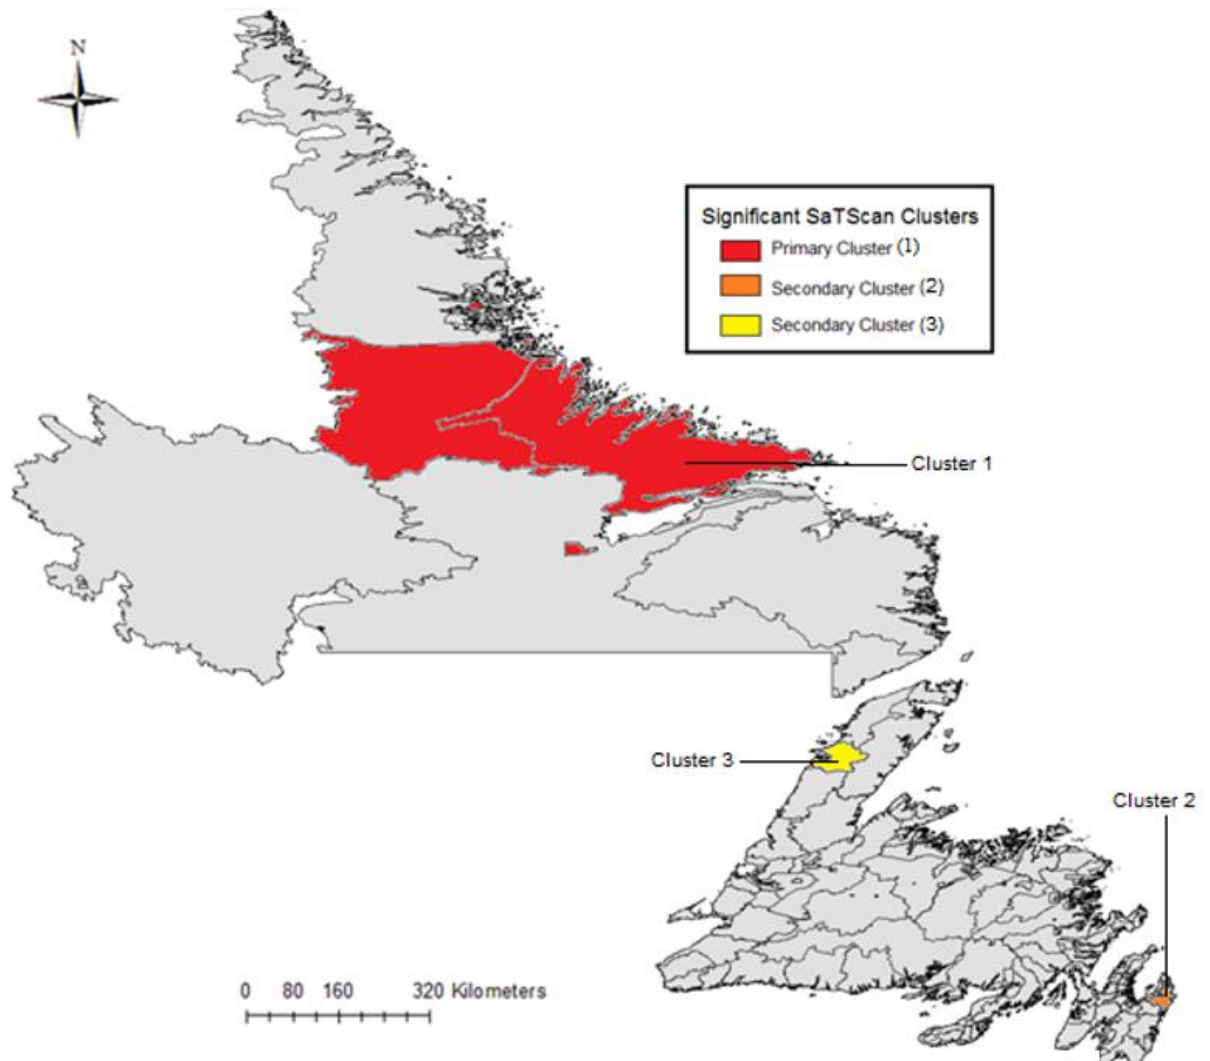 N
Significant SaTScan Clusters
Primary Cluster (1)
Secondary Cluster (2)
Secondary Cluster (3)
Cluster 1
Cluster 3
Cluster 2
0 80 160 320 Kilometers